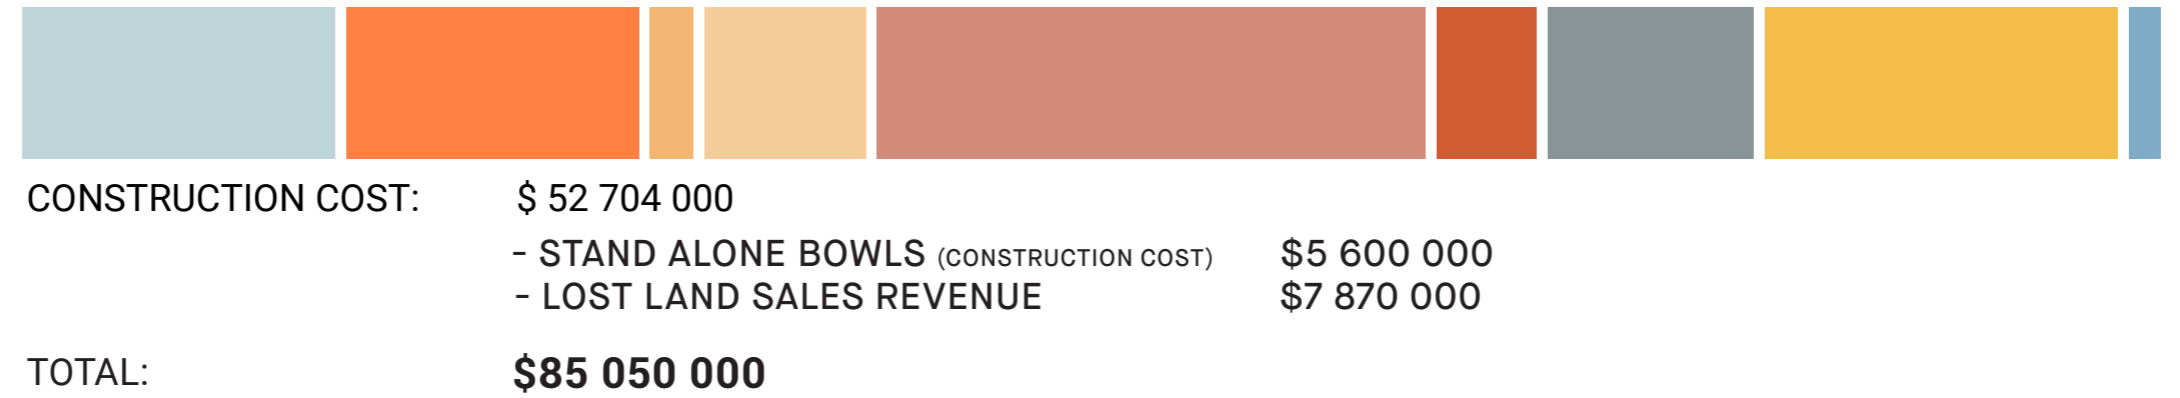 CONSTRUCTION COST: $ 52 704 000
- STAND ALONE BOWLS (CONSTRUCTION COST) $5 600 000
- LOST LAND SALES REVENUE $7 870 000
TOTAL: $85 050 000